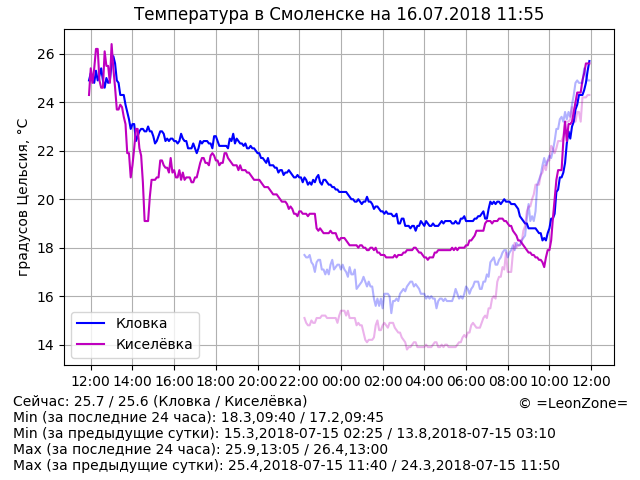 Температура в Смоленске на 16.07.2018 11:55
градусов Цельсия, °C
26
24
22
20
18
16
14
Кловка
Киселёвка
12:00 14:00 16:00 18:00 20:00 22:00 00:00 02:00 04:00 06:00 08:00 10:00 12:00
Сейчас: 25.7 / 25.6 (Кловка / Киселёвка)
© =LeonZone=
Min (за последние 24 часа): 18.3,09:40 / 17.2,09:45
Min (за предыдущие сутки): 15.3,2018-07-15 02:25 / 13.8,2018-07-15 03:10
Max (за последние 24 часа): 25.9,13:05 / 26.4,13:00
Max (за предыдущие сутки): 25.4,2018-07-15 11:40 / 24.3,2018-07-15 11:50